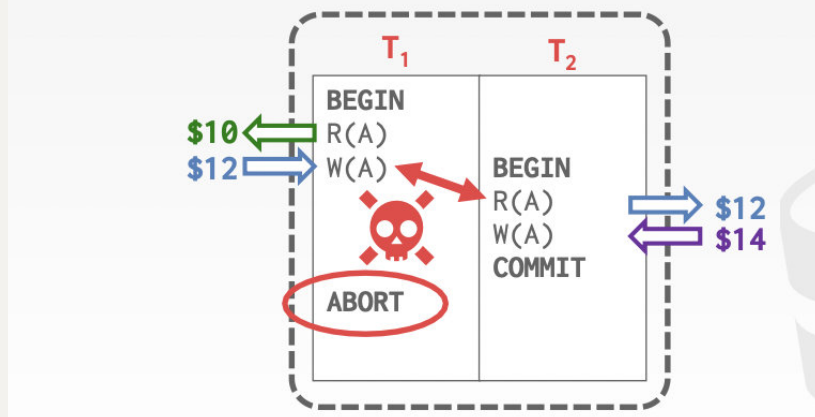 T1 T2
BEGIN
$10 R(A)
$12 W(A) BEGIN
R(A) $12
W(A) $14
COMMIT
ABORT